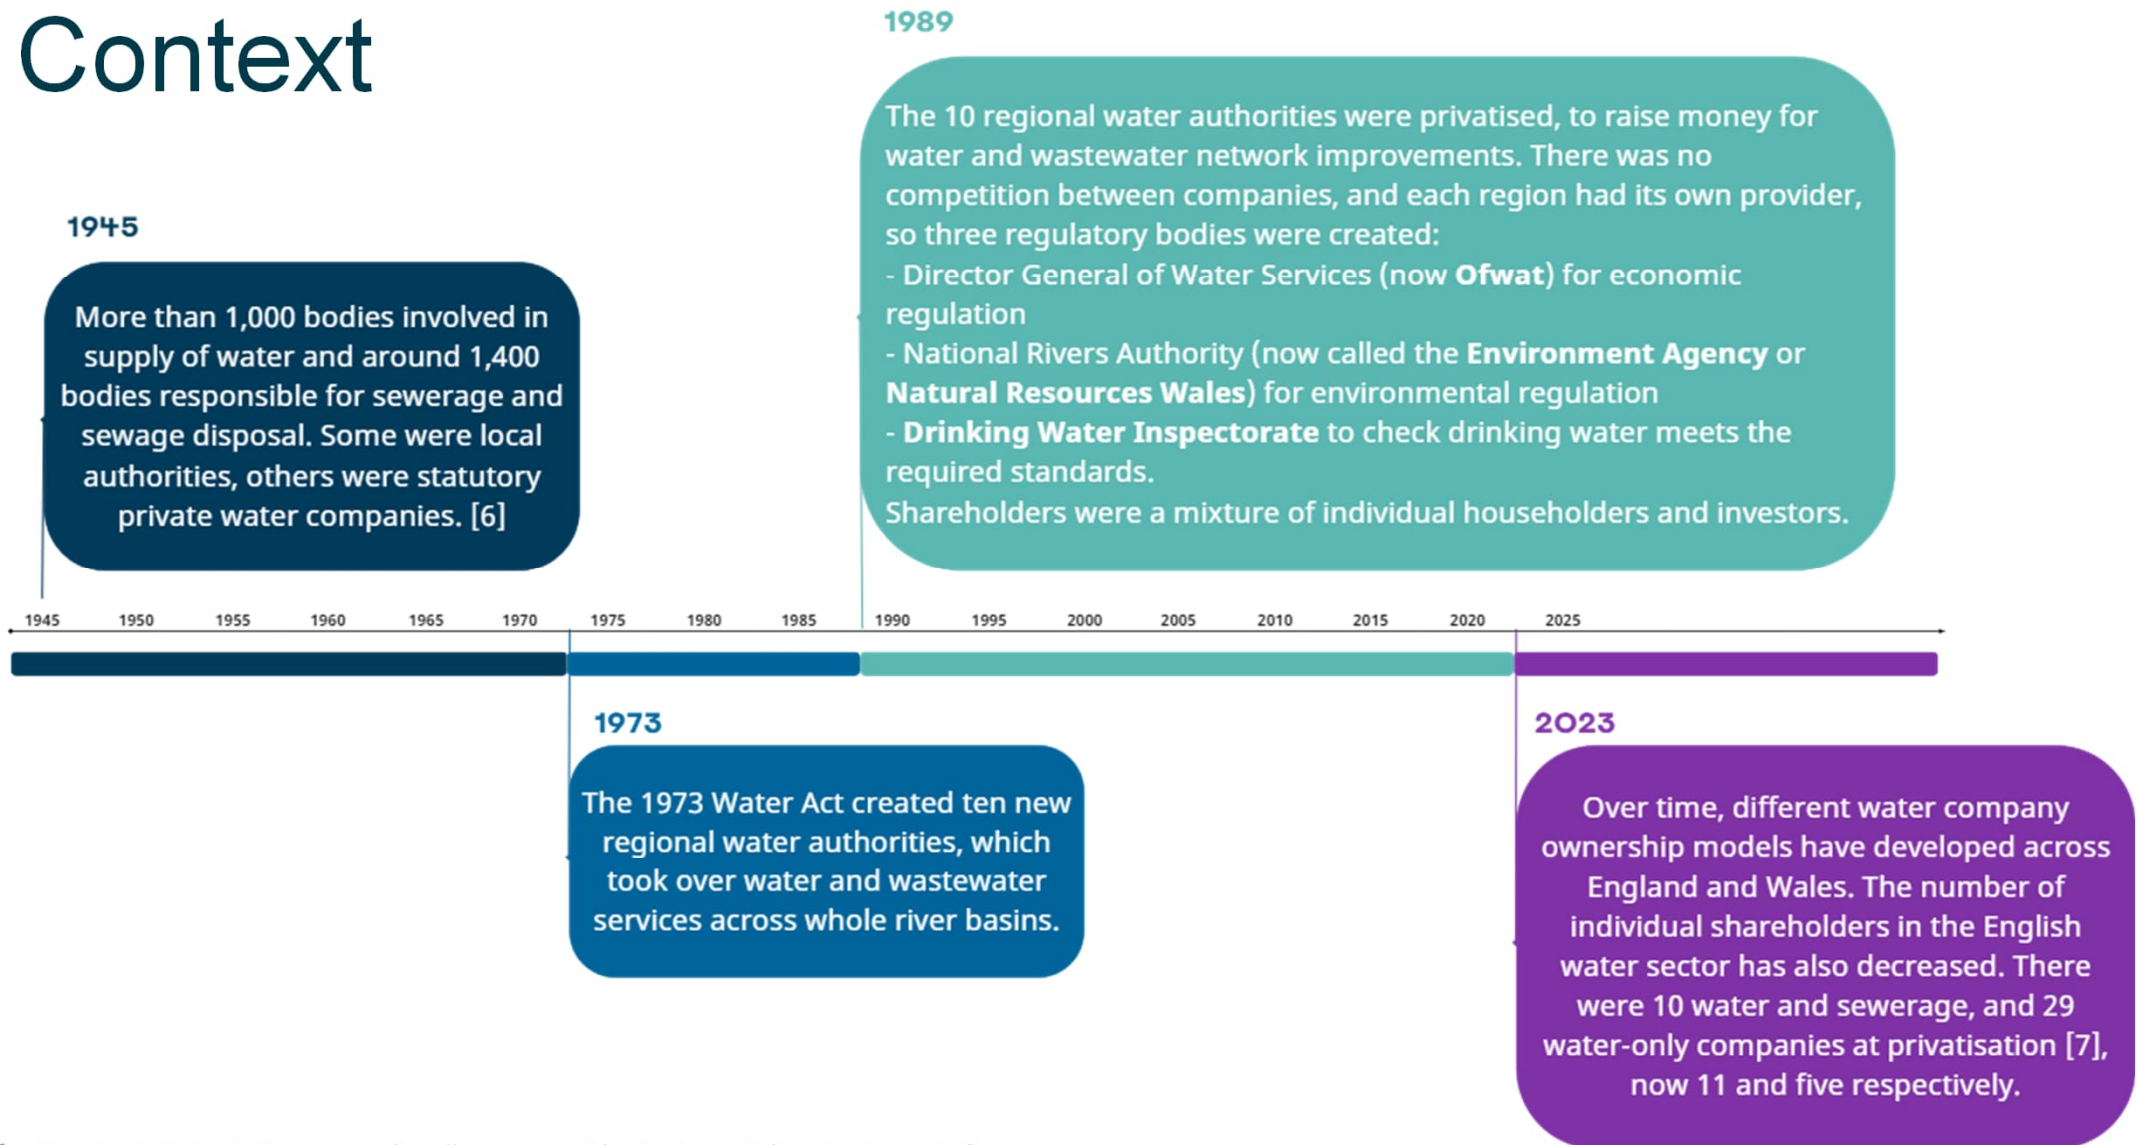 Context
1989
The 10 regional water authorities were privatised, to raise money for
water and wastewater network improvements. There was no
competition between companies, and each region had its own provider,
so three regulatory bodies were created:
- Director General of Water Services (now Ofwat) for economic
regulation
- National Rivers Authority (now called the Environment Agency or
Natural Resources Wales) for environmental regulation
- Drinking Water Inspectorate to check drinking water meets the
required standards.
Shareholders were a mixture of individual householders and investors.
1945
More than 1,000 bodies involved in
supply of water and around 1,400
bodies responsible for sewerage and
sewage disposal. Some were local
authorities, others were statutory
private water companies. [6]
1945 1950 1955 1960 1965 1970 1975 1980 1985 1990 1995 2000 2005 2010 2015 2020 2025
1973
The 1973 Water Act created ten new
regional water authorities, which
took over water and wastewater
services across whole river basins.
2023
Over time, different water company
ownership models have developed across
England and Wales. The number of
individual shareholders in the English
water sector has also decreased. There
were 10 water and sewerage, and 29
water-only companies at privatisation [7],
now 11 and five respectively.